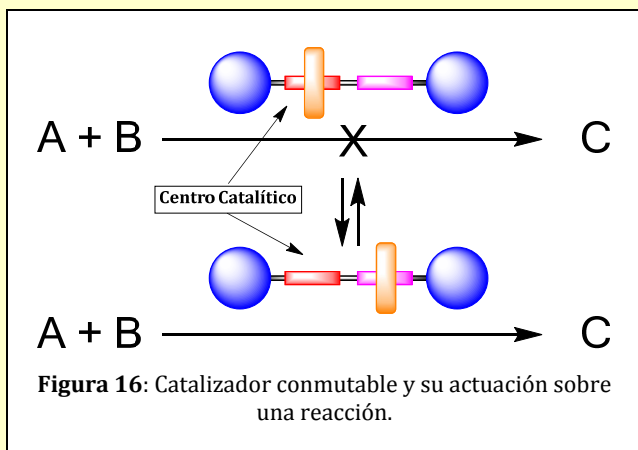 A + B
X
C
Centro Catalítico
A + B
C
Figura 16: Catalizador conmutable y su actuación sobre
una reacción.